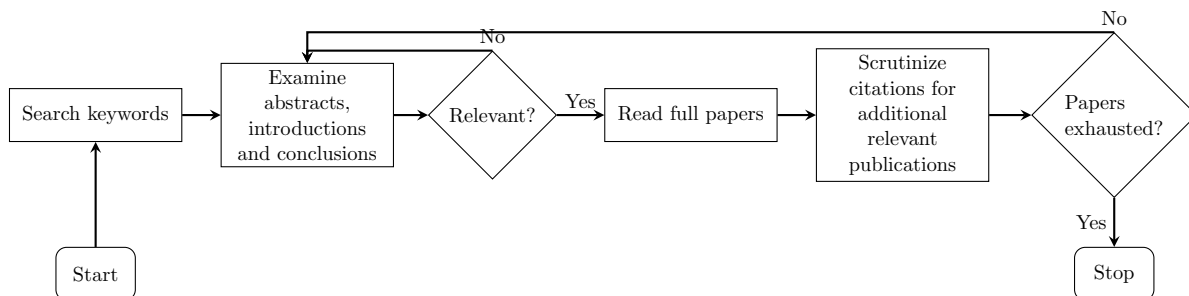 No
No
Search keywords
Examine
abstracts,
introductions
and conclusions
Relevant?
Yes
Read full papers
Scrutinize
citations for
additional
relevant
publications
Papers
exhausted?
Yes
Start
Stop